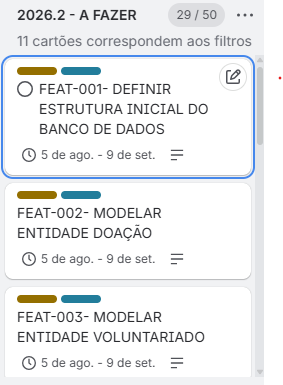 2026.2 - A FAZER
29 / 50
11 cartões correspondem aos filtros
FEAT-001- DEFINIR
ESTRUTURA INICIAL DO
BANCO DE DADOS
5 de ago. - 9 de set.
FEAT-002- MODELAR
ENTIDADE DOAÇÃO
5 de ago. - 9 de set.
FEAT-003- MODELAR
ENTIDADE VOLUNTARIADO
5 de ago. - 9 de set.